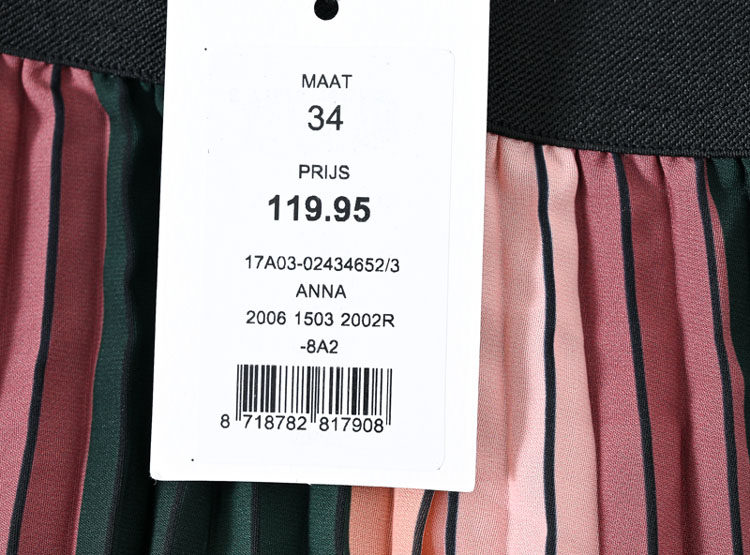 MAAT
34
PRIJS
119.95
17A03-02434652/3
ANNA
2006 1503 2002R
-8A2
8 718782 817908